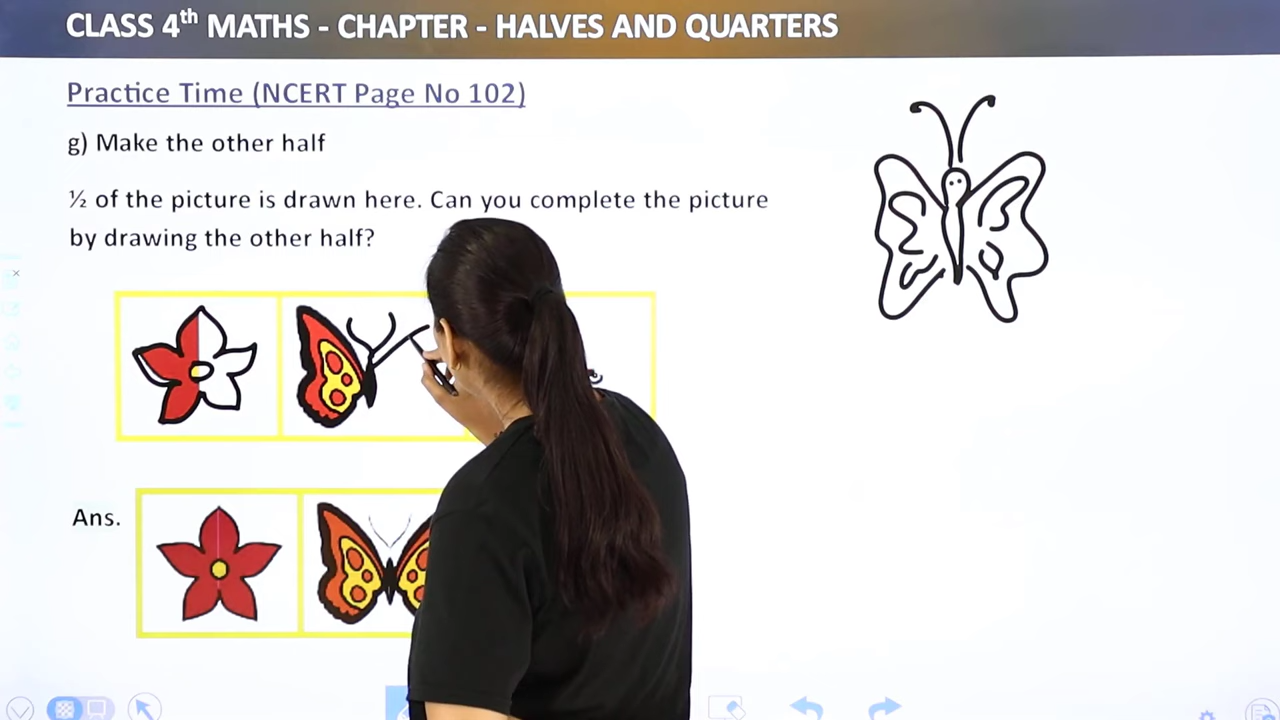 CLASS 4th MATHS - CHAPTER - HALVES AND QUARTERS
Practice Time (NCERT Page No 102)
g) Make the other half
½ of the picture is drawn here. Can you complete the picture
by drawing the other half?
Ans.